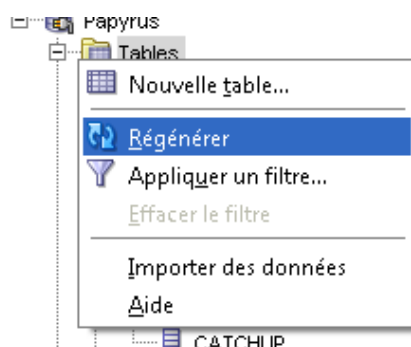 Papyrus
Tables
Nouvelle table...
Régénérer
Appliquer un filtre...
Effacer le filtre
Importer des données
Aide
CATCHUP